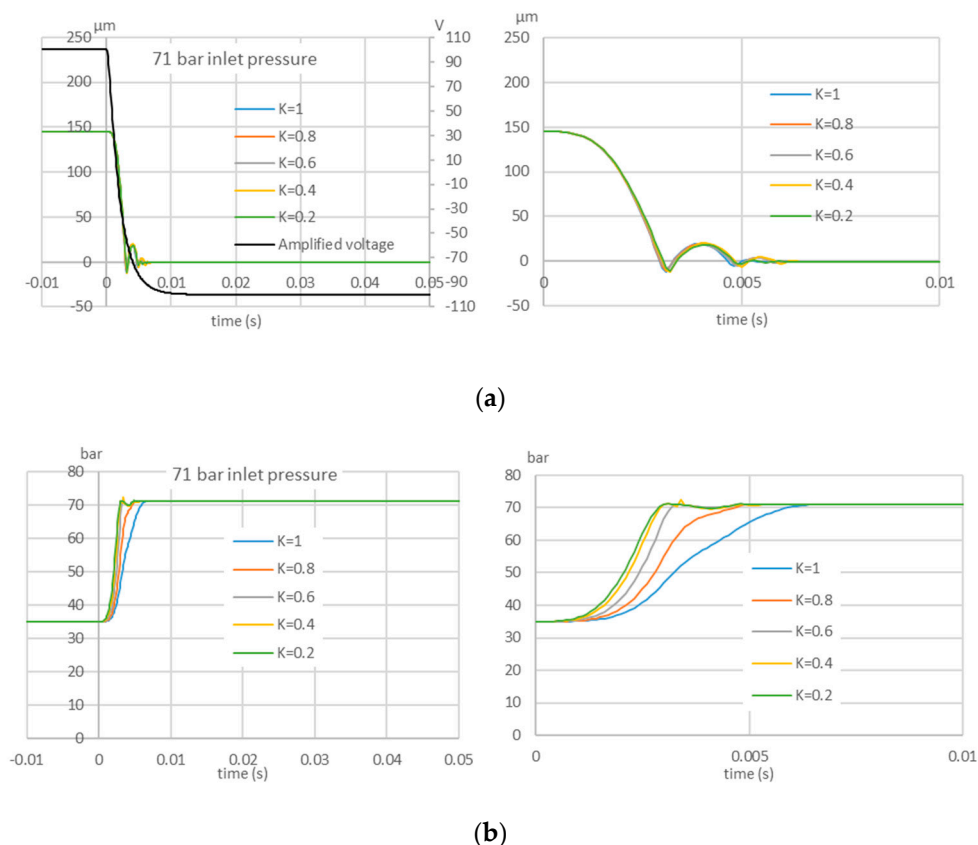 µm
V
250
200
150
100
50
0
-50
110
90
70
50
30
10
-10
-30
-50
-70
-90
-110
71 bar inlet pressure
K=1
K=0.8
K=0.6
K=0.4
K=0.2
Amplified voltage
-0.01
0
0.01
0.02
0.03
0.04
0.05
time (s)
µm
250
200
150
100
50
0
-50
K=1
K=0.8
K=0.6
K=0.4
K=0.2
0
0.005
0.01
time (s)
(a)
bar
80
70
60
50
40
30
20
10
0
71 bar inlet pressure
K=1
K=0.8
K=0.6
K=0.4
K=0.2
-0.01
0
0.01
0.02
0.03
0.04
0.05
time (s)
bar
80
70
60
50
40
30
20
10
0
K=1
K=0.8
K=0.6
K=0.4
K=0.2
0
0.005
0.01
time (s)
(b)